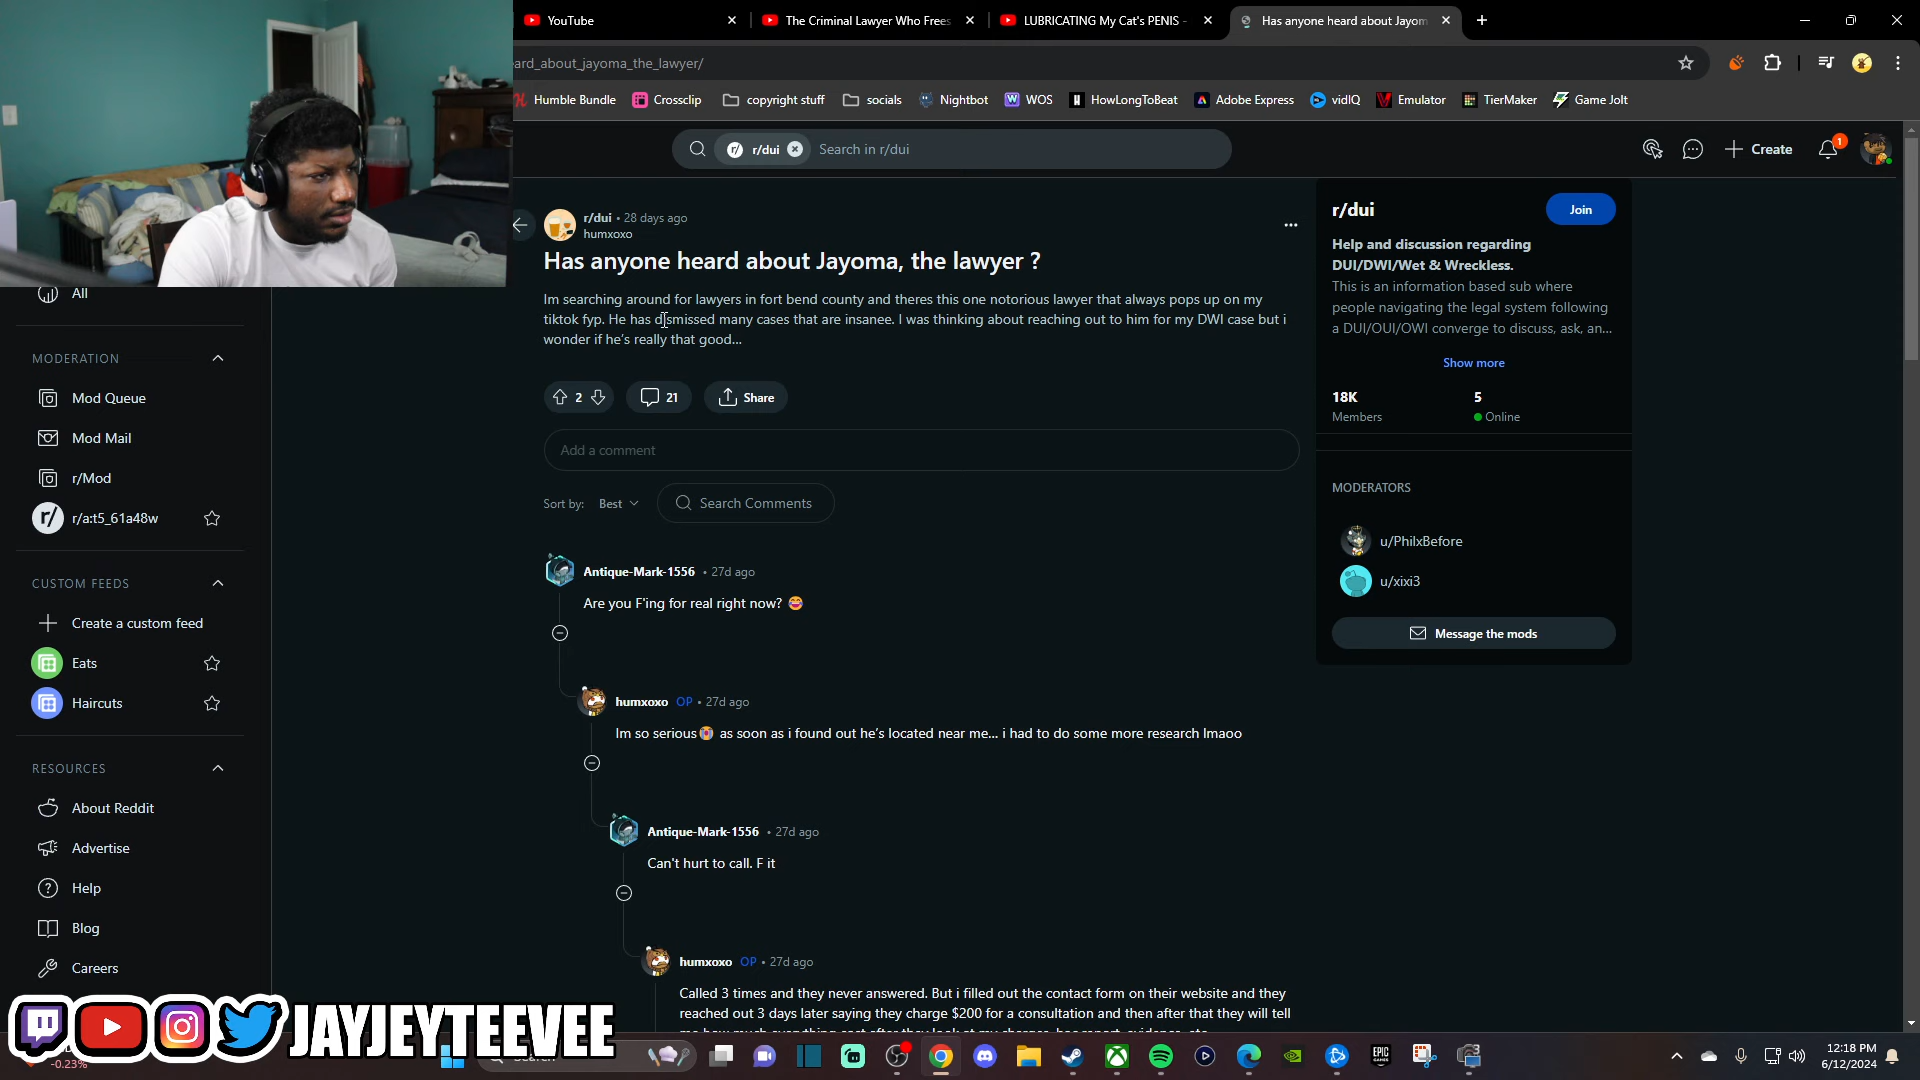 YouTube
The Criminal Lawyer Who Frees
LUBRICATING My Cat's PENIS -
Has anyone heard about Jayom
ard_about_jayoma_the_lawyer/
Humble Bundle
Crossclip
copyright stuff
socials
Nightbot
WOS
HowLongToBeat
Adobe Express
vidIQ
Emulator
TierMaker
Game Jolt
r/dui
Search in r/dui
Create
1
r/dui • 28 days ago
humxoxo
Has anyone heard about Jayoma, the lawyer ?
Im searching around for lawyers in fort bend county and theres this one notorious lawyer that always pops up on my
tiktok fyp. He has dismissed many cases that are insanee. I was thinking about reaching out to him for my DWI case but i
wonder if he's really that good...
2
21
Share
Add a comment
Sort by: Best
Search Comments
Antique-Mark-1556 • 27d ago
Are you F'ing for real right now? 😂
humxoxo OP • 27d ago
Im so serious😭 as soon as i found out he's located near me... i had to do some more research lmaoo
Antique-Mark-1556 • 27d ago
Can't hurt to call. F it
humxoxo OP • 27d ago
Called 3 times and they never answered. But i filled out the contact form on their website and they
reached out 3 days later saying they charge $200 for a consultation and then after that they will tell
r/dui
Join
Help and discussion regarding
DUI/DWI/Wet & Wreckless.
This is an information based sub where
people navigating the legal system following
a DUI/OUI/OWI converge to discuss, ask, an...
Show more
18K
Members
5
Online
MODERATORS
u/PhilxBefore
u/xixi3
Message the mods
All
MODERATION
Mod Queue
Mod Mail
r/Mod
r/ r/a:t5_61a48w
CUSTOM FEEDS
Create a custom feed
Eats
Haircuts
RESOURCES
About Reddit
Advertise
Help
Blog
Careers
JAYJEYTEEVEE
-0.23%
EPIC
GAMES
12:18 PM
6/12/2024